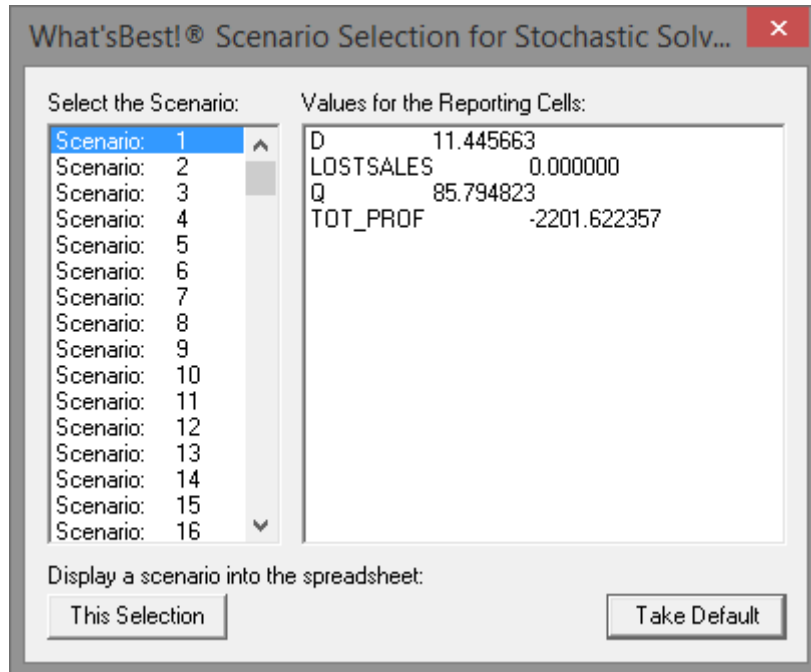 What'sBest!® Scenario Selection for Stochastic Solv...
Select the Scenario:
Scenario: 1
Scenario: 2
Scenario: 3
Scenario: 4
Scenario: 5
Scenario: 6
Scenario: 7
Scenario: 8
Scenario: 9
Scenario: 10
Scenario: 11
Scenario: 12
Scenario: 13
Scenario: 14
Scenario: 15
Scenario: 16
Values for the Reporting Cells:
D 11.445663
LOSTSALES 0.000000
Q 85.794823
TOT_PROF -2201.622357
Display a scenario into the spreadsheet:
This Selection
Take Default